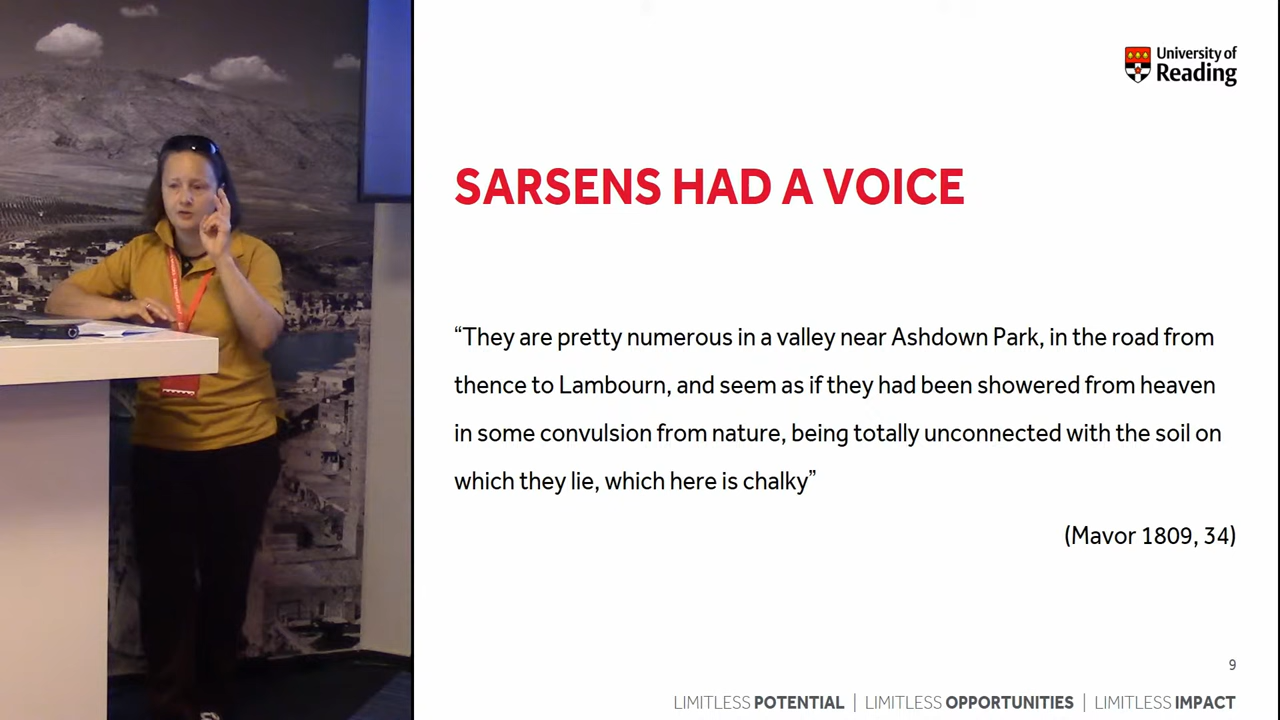 University of
Reading
SARSENS HAD A VOICE
“They are pretty numerous in a valley near Ashdown Park, in the road from
thence to Lambourn, and seem as if they had been showered from heaven
in some convulsion from nature, being totally unconnected with the soil on
which they lie, which here is chalky”
(Mavor 1809, 34)
9
LIMITLESS POTENTIAL | LIMITLESS OPPORTUNITIES | LIMITLESS IMPACT